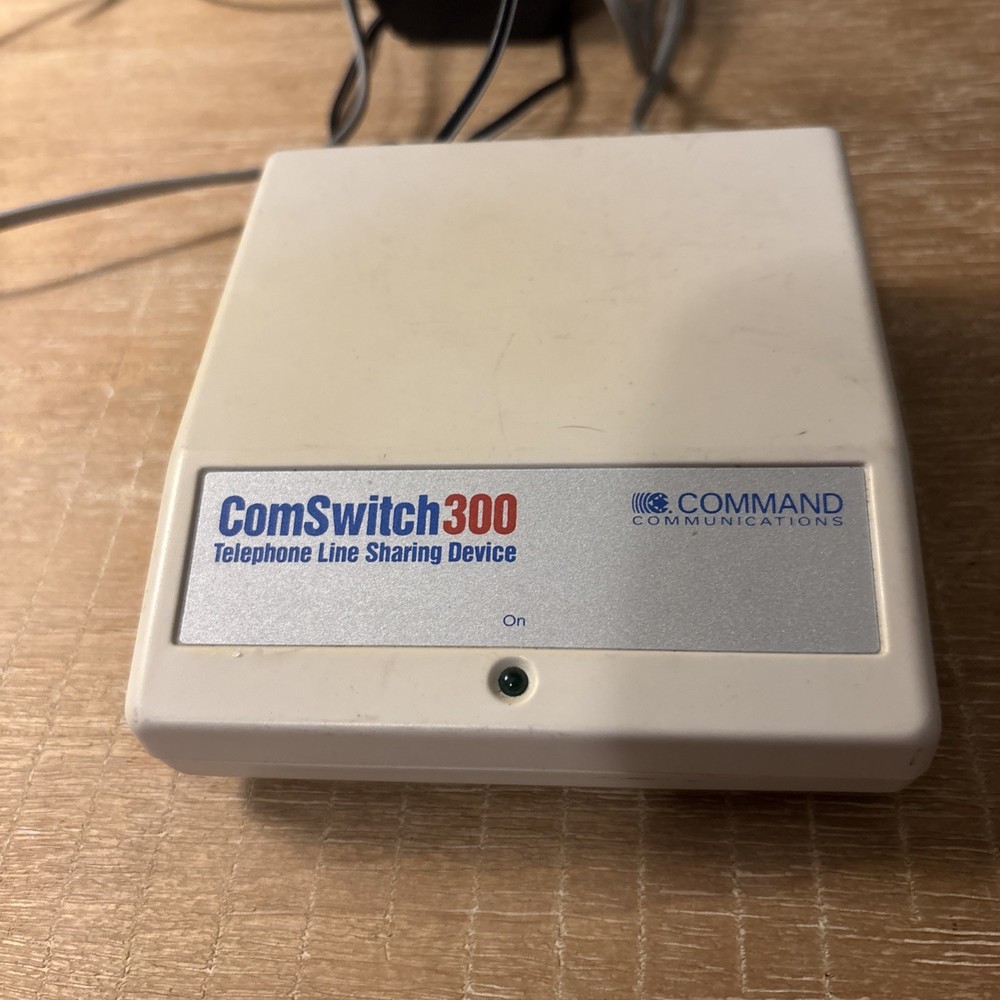 ComSwitch300
Telephone Line Sharing Device
COMMAND
COMMUNICATIONS
On